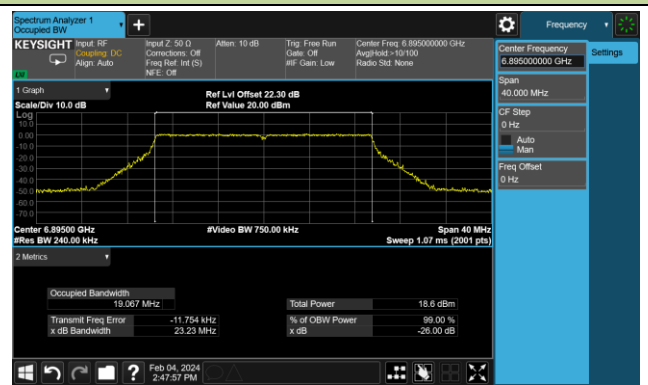 Spectrum Analyzer 1
Occupied BW
Frequency
KEYSIGHT
Input: RF
Coupling: DC
Align: Auto
Input Z: 50 Ω
Corrections: Off
Freq Ref: Int (S)
NFE: Off
Atten: 10 dB
Trig: Free Run
Gate: Off
#IF Gain: Low
Center Freq: 6.895000000 GHz
Avg|Hold:>10/100
Radio Std: None
Center Frequency
6.895000000 GHz
Settings
Span
40.000 MHz
CF Step
0 Hz
Auto
Man
Freq Offset
0 Hz
1 Graph
Scale/Div 10.0 dB
Ref Lvl Offset 22.30 dB
Ref Value 20.00 dBm
Log
10.0
0.00
-10.0
-20.0
-30.0
-40.0
-50.0
-60.0
-70.0
Center 6.89500 GHz
#Res BW 240.00 kHz
#Video BW 750.00 kHz
Span 40 MHz
Sweep 1.07 ms (2001 pts)
2 Metrics
Occupied Bandwidth
19.067 MHz
Transmit Freq Error -11.754 kHz
x dB Bandwidth 23.23 MHz
Total Power 18.6 dBm
% of OBW Power 99.00 %
x dB -26.00 dB
Feb 04, 2024
2:47:57 PM